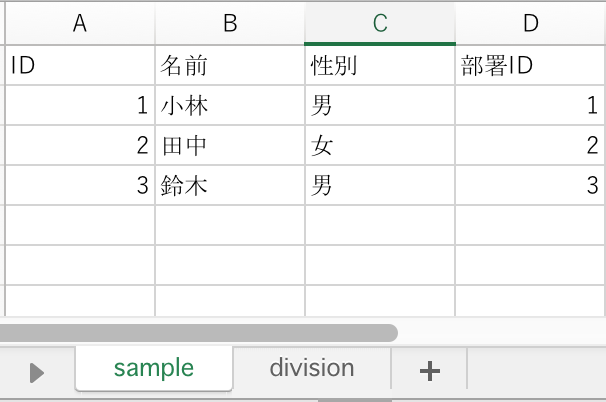 A B C D
ID 名前 性別 部署ID
1 小林 男 1
2 田中 女 2
3 鈴木 男 3
sample division +